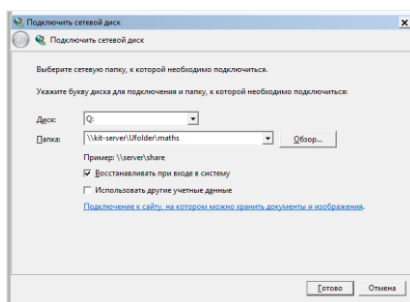 Подключить сетевой диск
Подключить сетевой диск
Выберите сетевую папку, к которой необходимо подключиться.
Укажите букву диска для подключения и папку, к которой необходимо подключиться:
Диск: Q:
Папка: \\kit-server\Ufolder\maths Обзор...
Пример: \\server\share
Восстанавливать при входе в систему
Использовать другие учетные данные
Подключение к сайту, на котором можно хранить документы и изображения.
Готово Отмена